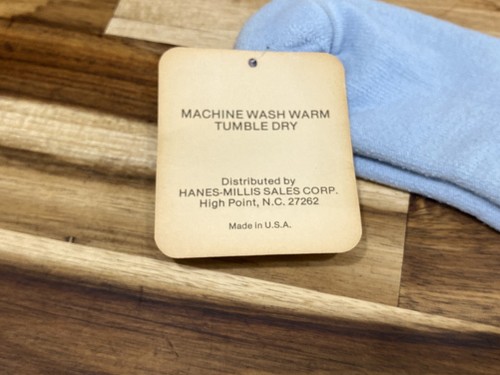 MACHINE WASH WARM
TUMBLE DRY
Distributed by
HANES-MILLIS SALES CORP.
High Point, N.C. 27262
Made in U.S.A.